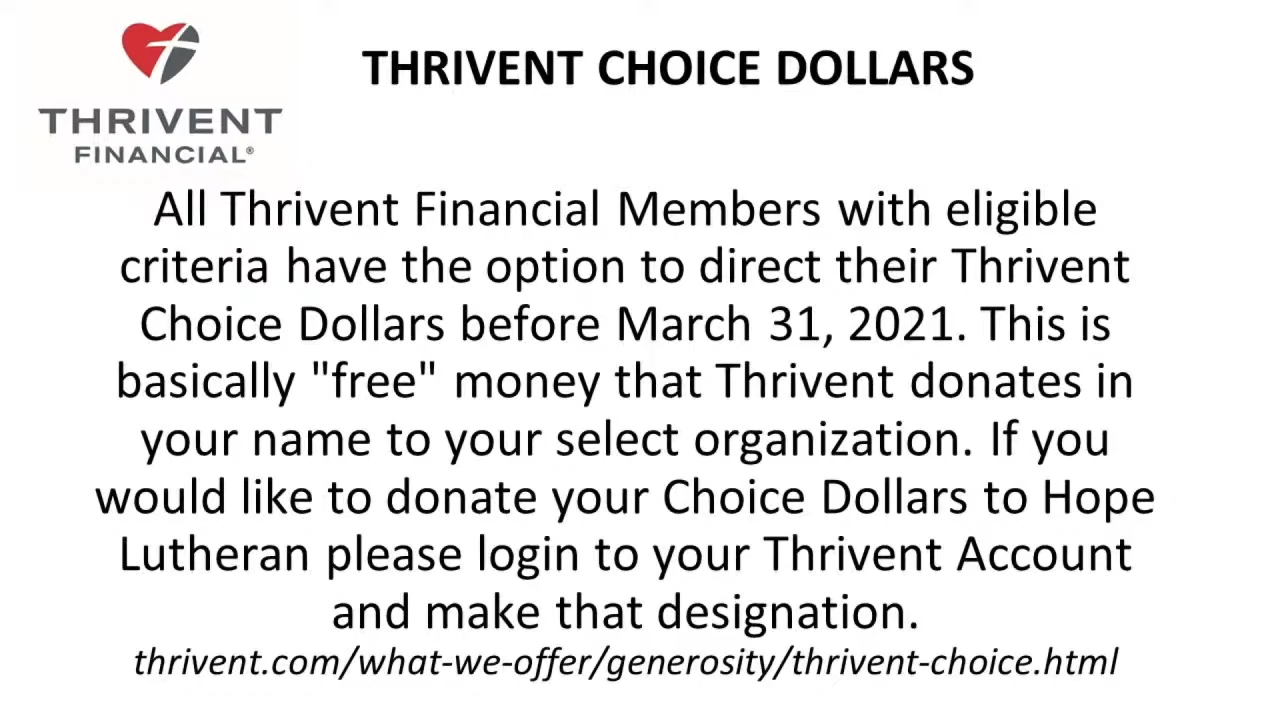 THRIVENT
FINANCIAL®
THRIVENT CHOICE DOLLARS
All Thrivent Financial Members with eligible
criteria have the option to direct their Thrivent
Choice Dollars before March 31, 2021. This is
basically "free" money that Thrivent donates in
your name to your select organization. If you
would like to donate your Choice Dollars to Hope
Lutheran please login to your Thrivent Account
and make that designation.
thrivent.com/what-we-offer/generosity/thrivent-choice.html